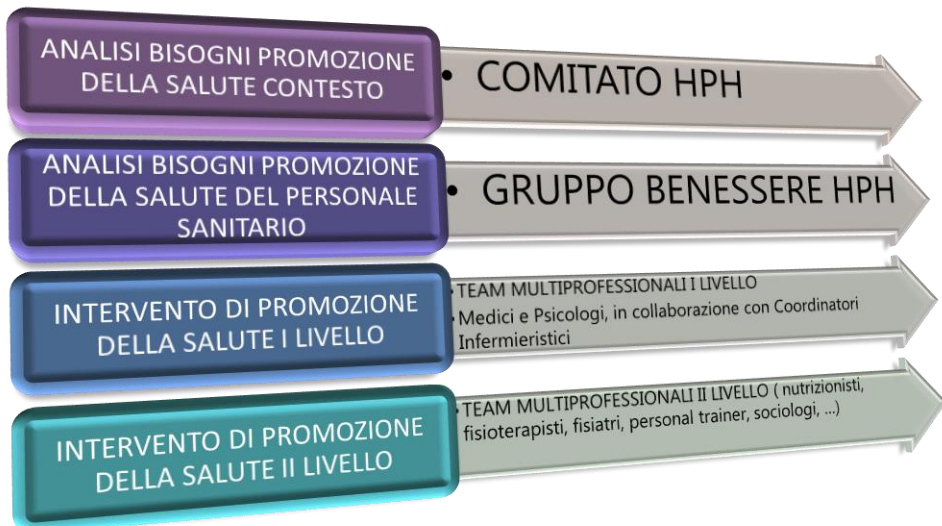 ANALISI BISOGNI PROMOZIONE
DELLA SALUTE CONTESTO
• COMITATO HPH
ANALISI BISOGNI PROMOZIONE
DELLA SALUTE DEL PERSONALE
SANITARIO
• GRUPPO BENESSERE HPH
INTERVENTO DI PROMOZIONE
DELLA SALUTE I LIVELLO
• TEAM MULTIPROFESSIONALI I LIVELLO
• Medici e Psicologi, in collaborazione con Coordinatori
Infermieristici
INTERVENTO DI PROMOZIONE
DELLA SALUTE II LIVELLO
• TEAM MULTIPROFESSIONALI II LIVELLO ( nutrizionisti,
fisioterapisti, fisiatri, personal trainer, sociologi, ...)